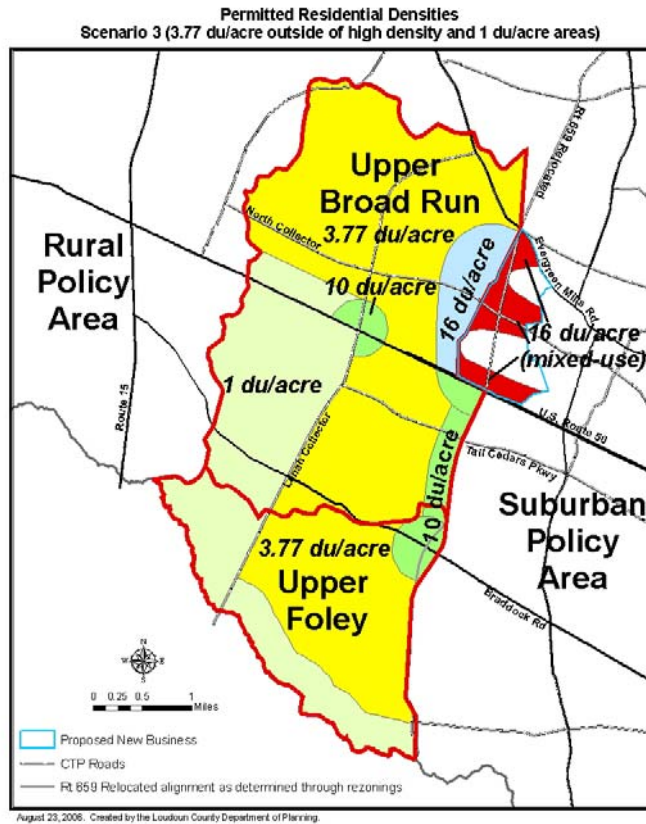 Permitted Residential Densities
Scenario 3 (3.77 du/acre outside of high density and 1 du/acre areas)
Rt 659 Relocated
Upper
Broad Run
3.77 du/acre
North Collector
Rural
Policy
Area
10 du/acre
16 du/acre
Evergreen Mills Rd
16 du/acre
(mixed-use)
1 du/acre
Route 15
U.S. Route 50
Lenah Collector
Tall Cedars Pkwy
10 du/acre
Suburban
Policy
Area
3.77 du/acre
Upper
Foley
Braddock Rd
N
W E
S
0 0.25 0.5 1
Miles
Proposed New Business
CTP Roads
Rt 659 Relocated alignment as determined through rezonings
August 23, 2006. Created by the Loudoun County Department of Planning.